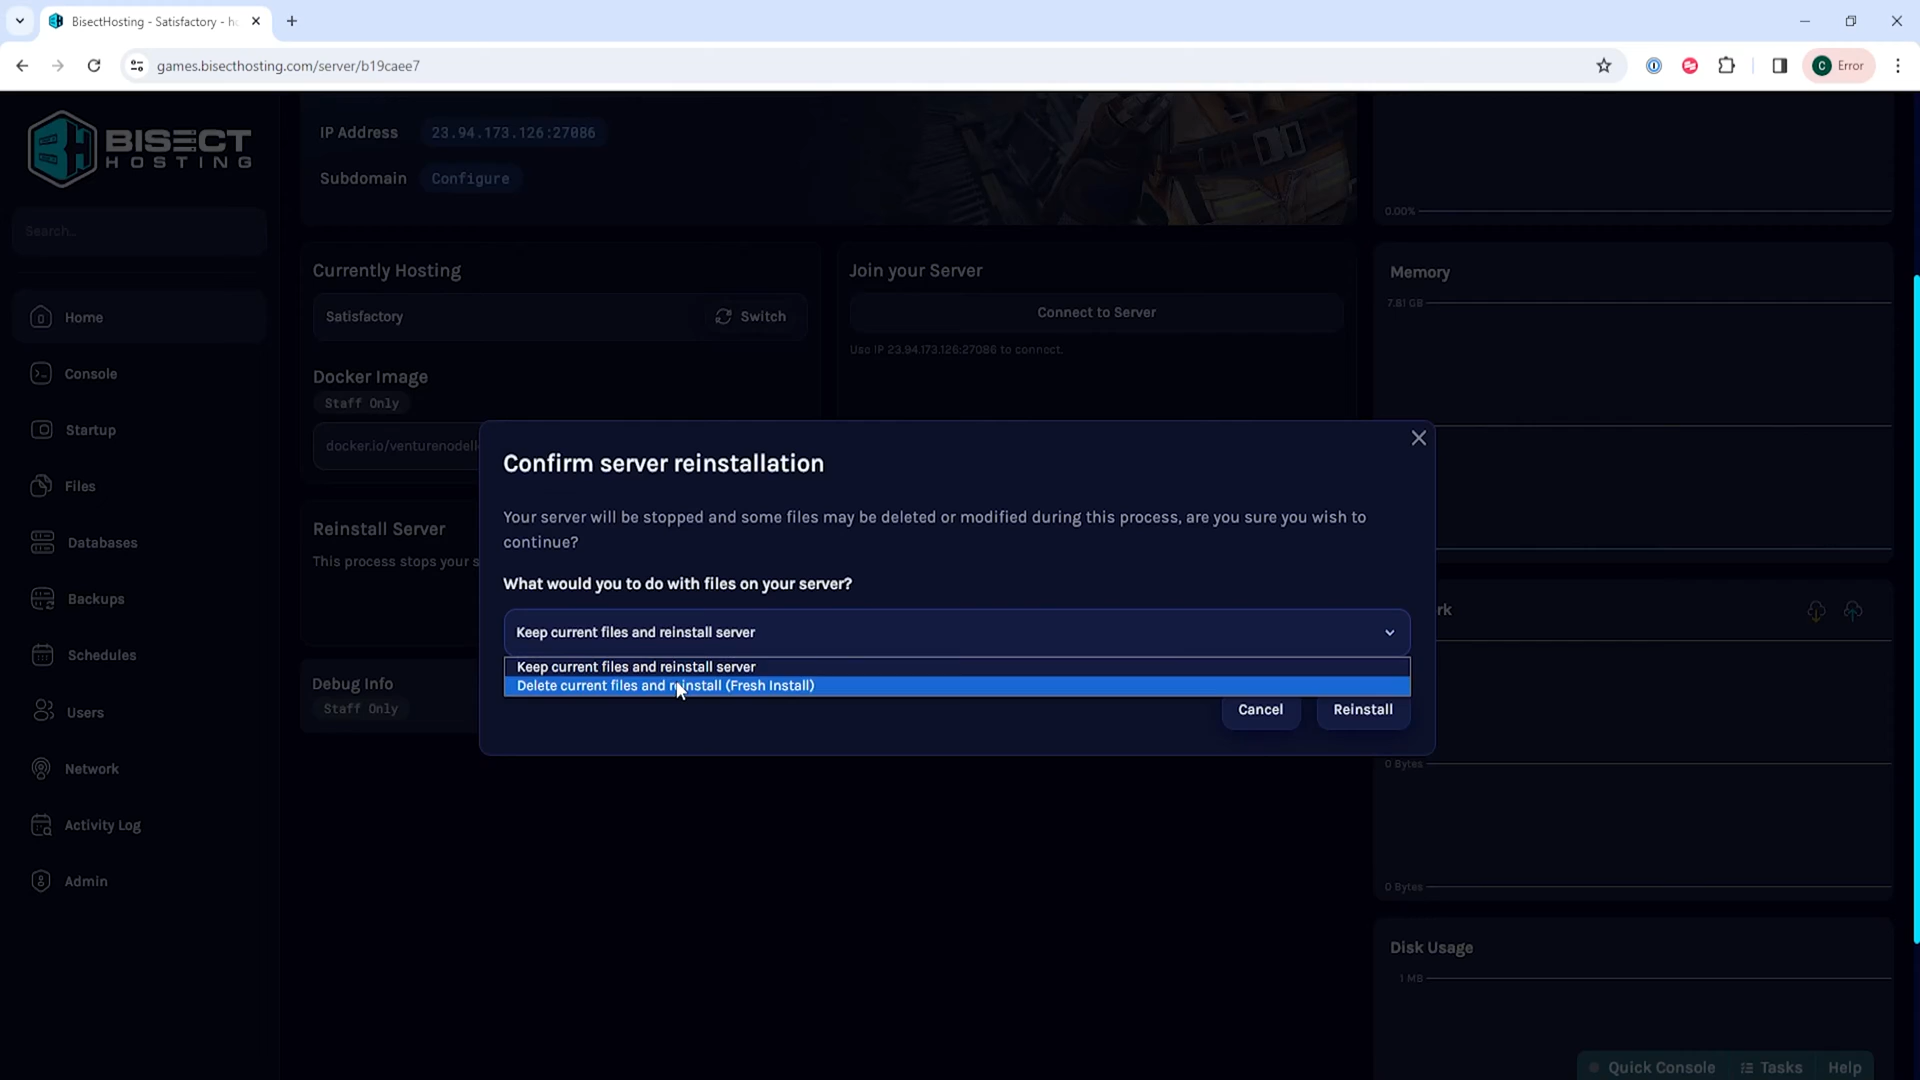 BisectHosting - Satisfactory - h
games.bisecthosting.com/server/b19caee7
C Error
BISECT
HOSTING
Search...
Home
Console
Startup
Files
Databases
Backups
Schedules
Users
Network
Activity Log
Admin
IP Address 23.94.173.126:27086
Subdomain Configure
Currently Hosting
Satisfactory Switch
Docker Image
Staff Only
docker.io/venturenode
Reinstall Server
This process stops your s
Debug Info
Staff Only
Join your Server
Connect to Server
Use IP 23.94.173.126:27086 to connect.
Confirm server reinstallation
Your server will be stopped and some files may be deleted or modified during this process, are you sure you wish to
continue?
What would you to do with files on your server?
Keep current files and reinstall server
Keep current files and reinstall server
Delete current files and reinstall (Fresh Install)
Cancel Reinstall
0.00%
Memory
7.81 GB
rk
0 Bytes
0 Bytes
Disk Usage
1 MB
Quick Console Tasks Help